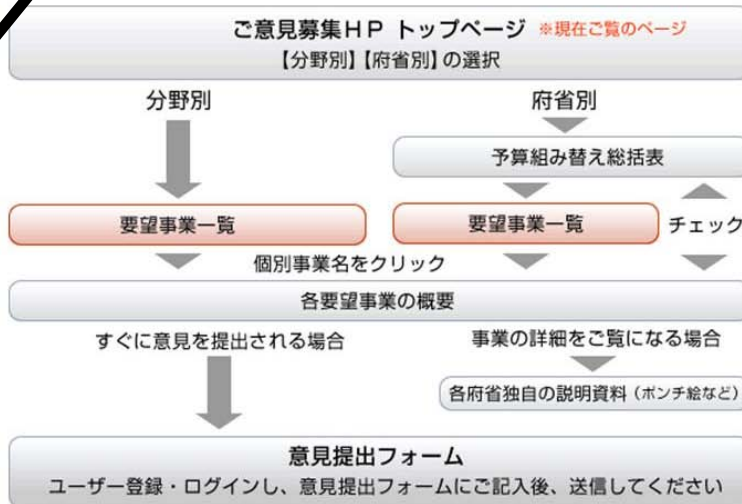 ご意見募集HP トップページ ※現在ご覧のページ
【分野別】【府省別】の選択
分野別
府省別
予算組み替え総括表
要望事業一覧
要望事業一覧
チェック
個別事業名をクリック
各要望事業の概要
すぐに意見を提出される場合
事業の詳細をご覧になる場合
各府省独自の説明資料（ポンチ絵など）
意見提出フォーム
ユーザー登録・ログインし、意見提出フォームにご記入後、送信してください